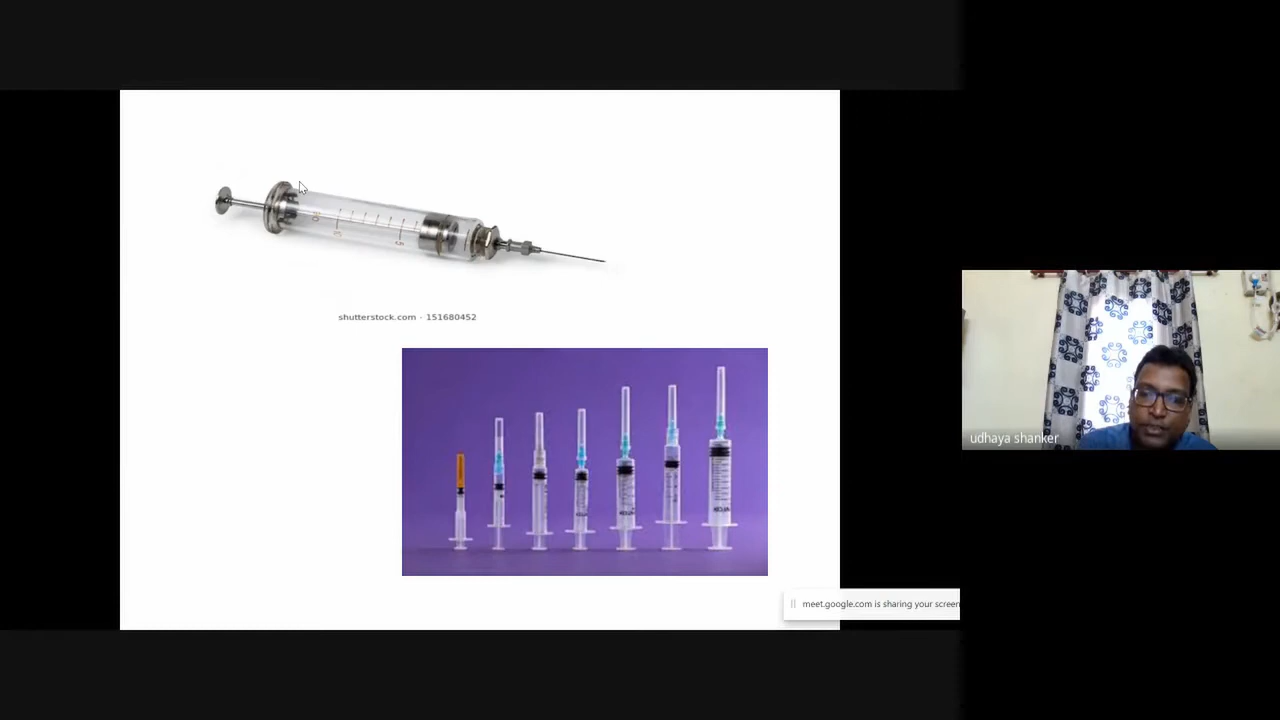 shutterstock.com · 151680452
meet.google.com is sharing your screen
udhaya shanker